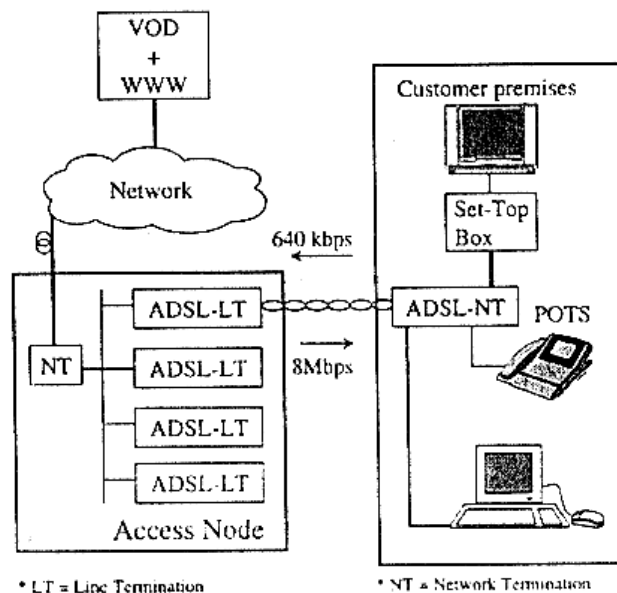 VOD
+
WWW
Network
Customer premises
Set-Top
Box
640 kbps
ADSL-LT
ADSL-NT
POTS
NT
ADSL-LT
8Mbps
ADSL-LT
ADSL-LT
Access Node
* LT = Line Termination
* NT = Network Termination